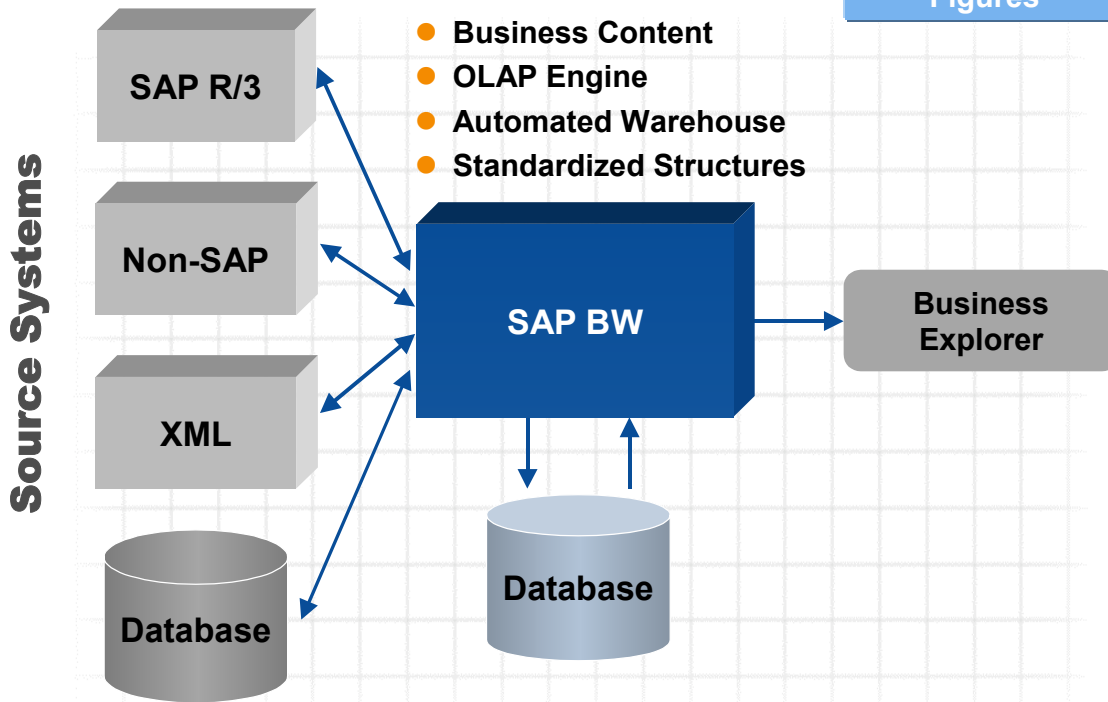 Figures
Business Content
OLAP Engine
Automated Warehouse
Standardized Structures
Source Systems
SAP R/3
Non-SAP
XML
Database
SAP BW
Database
Business
Explorer